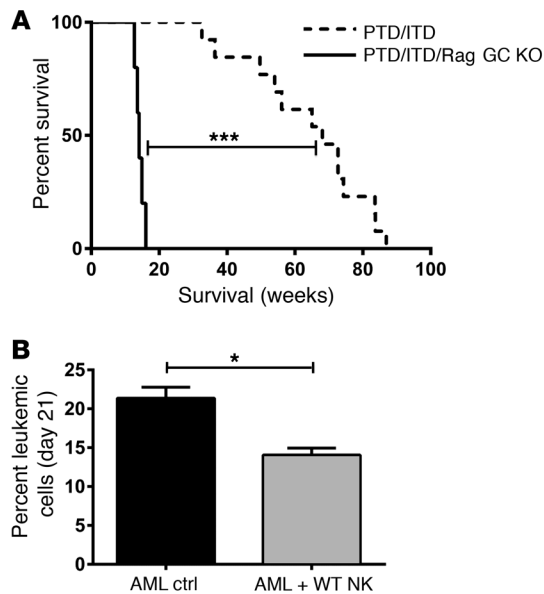 A
100
50
0
Percent survival
0 20 40 60 80 100
Survival (weeks)
PTD/ITD
PTD/ITD/Rag GC KO
***
B
25
20
15
10
5
0
Percent leukemic
cells (day 21)
*
AML ctrl AML + WT NK